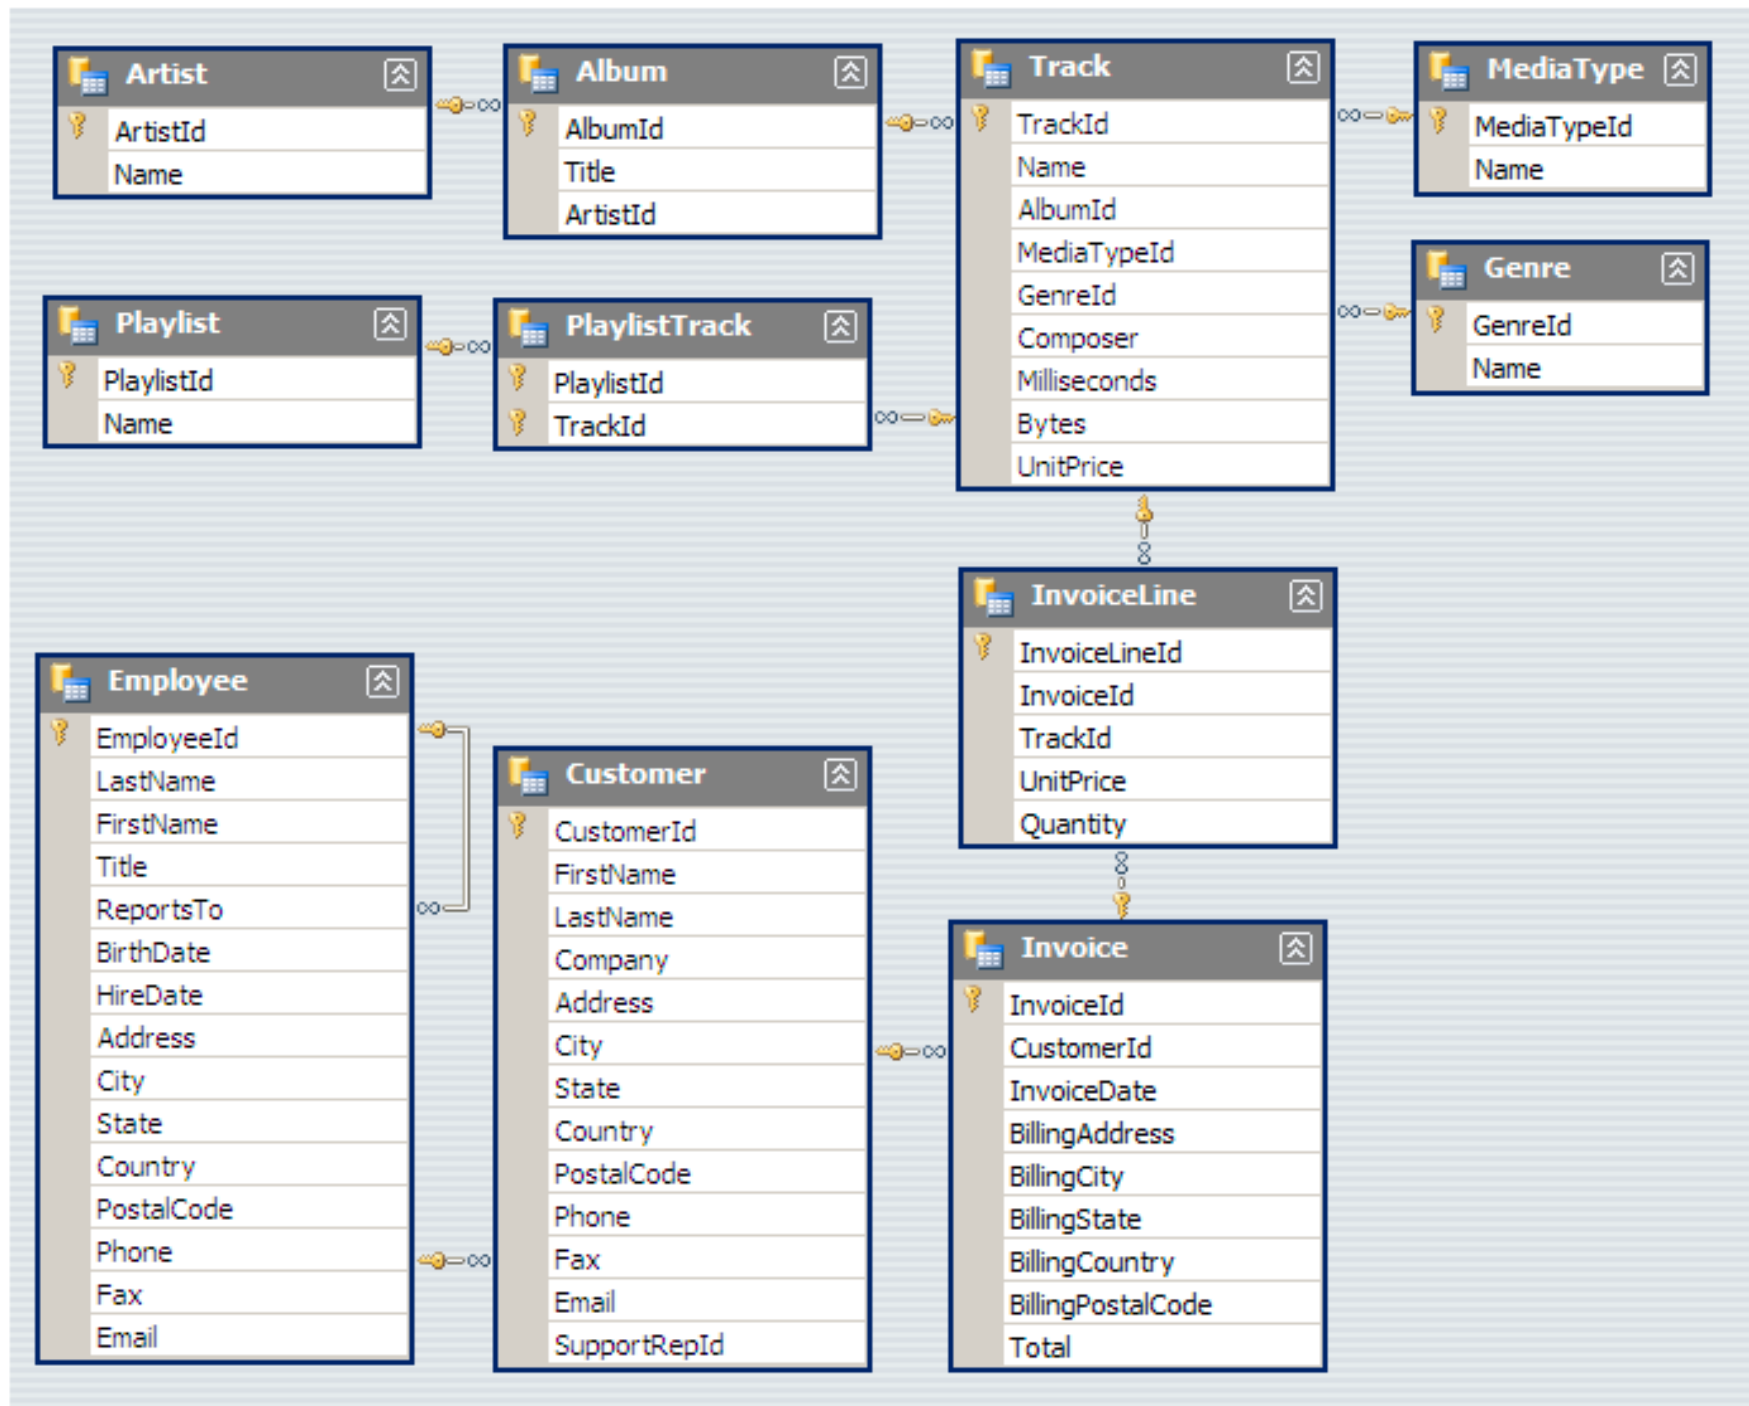 Artist
ArtistId
Name
Album
AlbumId
Title
ArtistId
Track
TrackId
Name
AlbumId
MediaTypeId
GenreId
Composer
Milliseconds
Bytes
UnitPrice
MediaType
MediaTypeId
Name
Genre
GenreId
Name
Playlist
PlaylistId
Name
PlaylistTrack
PlaylistId
TrackId
InvoiceLine
InvoiceLineId
InvoiceId
TrackId
UnitPrice
Quantity
Employee
EmployeeId
LastName
FirstName
Title
ReportsTo
BirthDate
HireDate
Address
City
State
Country
PostalCode
Phone
Fax
Email
Customer
CustomerId
FirstName
LastName
Company
Address
City
State
Country
PostalCode
Phone
Fax
Email
SupportRepId
Invoice
InvoiceId
CustomerId
InvoiceDate
BillingAddress
BillingCity
BillingState
BillingCountry
BillingPostalCode
Total